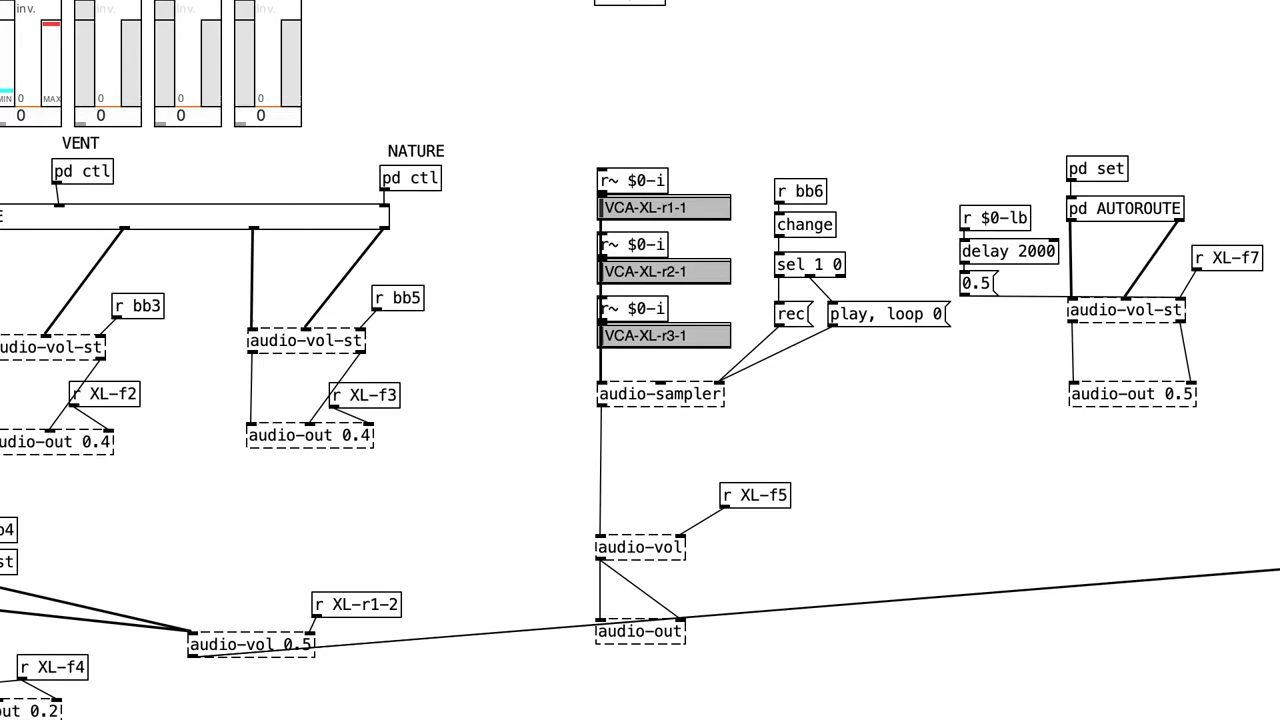 inv.
inv.
inv.
inv.
MIN
0
MAX
0
0
0
0
0
0
0
VENT
pd ctl
NATURE
pd ctl
E
r bb3
r bb5
audio-vol-st
r XL-f2
r XL-f3
audio-out 0.4
audio-out 0.4
r~ $0-i
VCA-XL-r1-1
r~ $0-i
VCA-XL-r2-1
r~ $0-i
VCA-XL-r3-1
audio-sampler
r bb6
change
sel 1 0
rec
play, loop 0
pd set
pd AUTOROUTE
r $0-lb
delay 2000
0.5
r XL-f7
audio-vol-st
audio-out 0.5
udio-vol-st
r XL-f5
audio-vol
audio-out
st
r XL-r1-2
audio-vol 0.5
r XL-f4
out 0.2